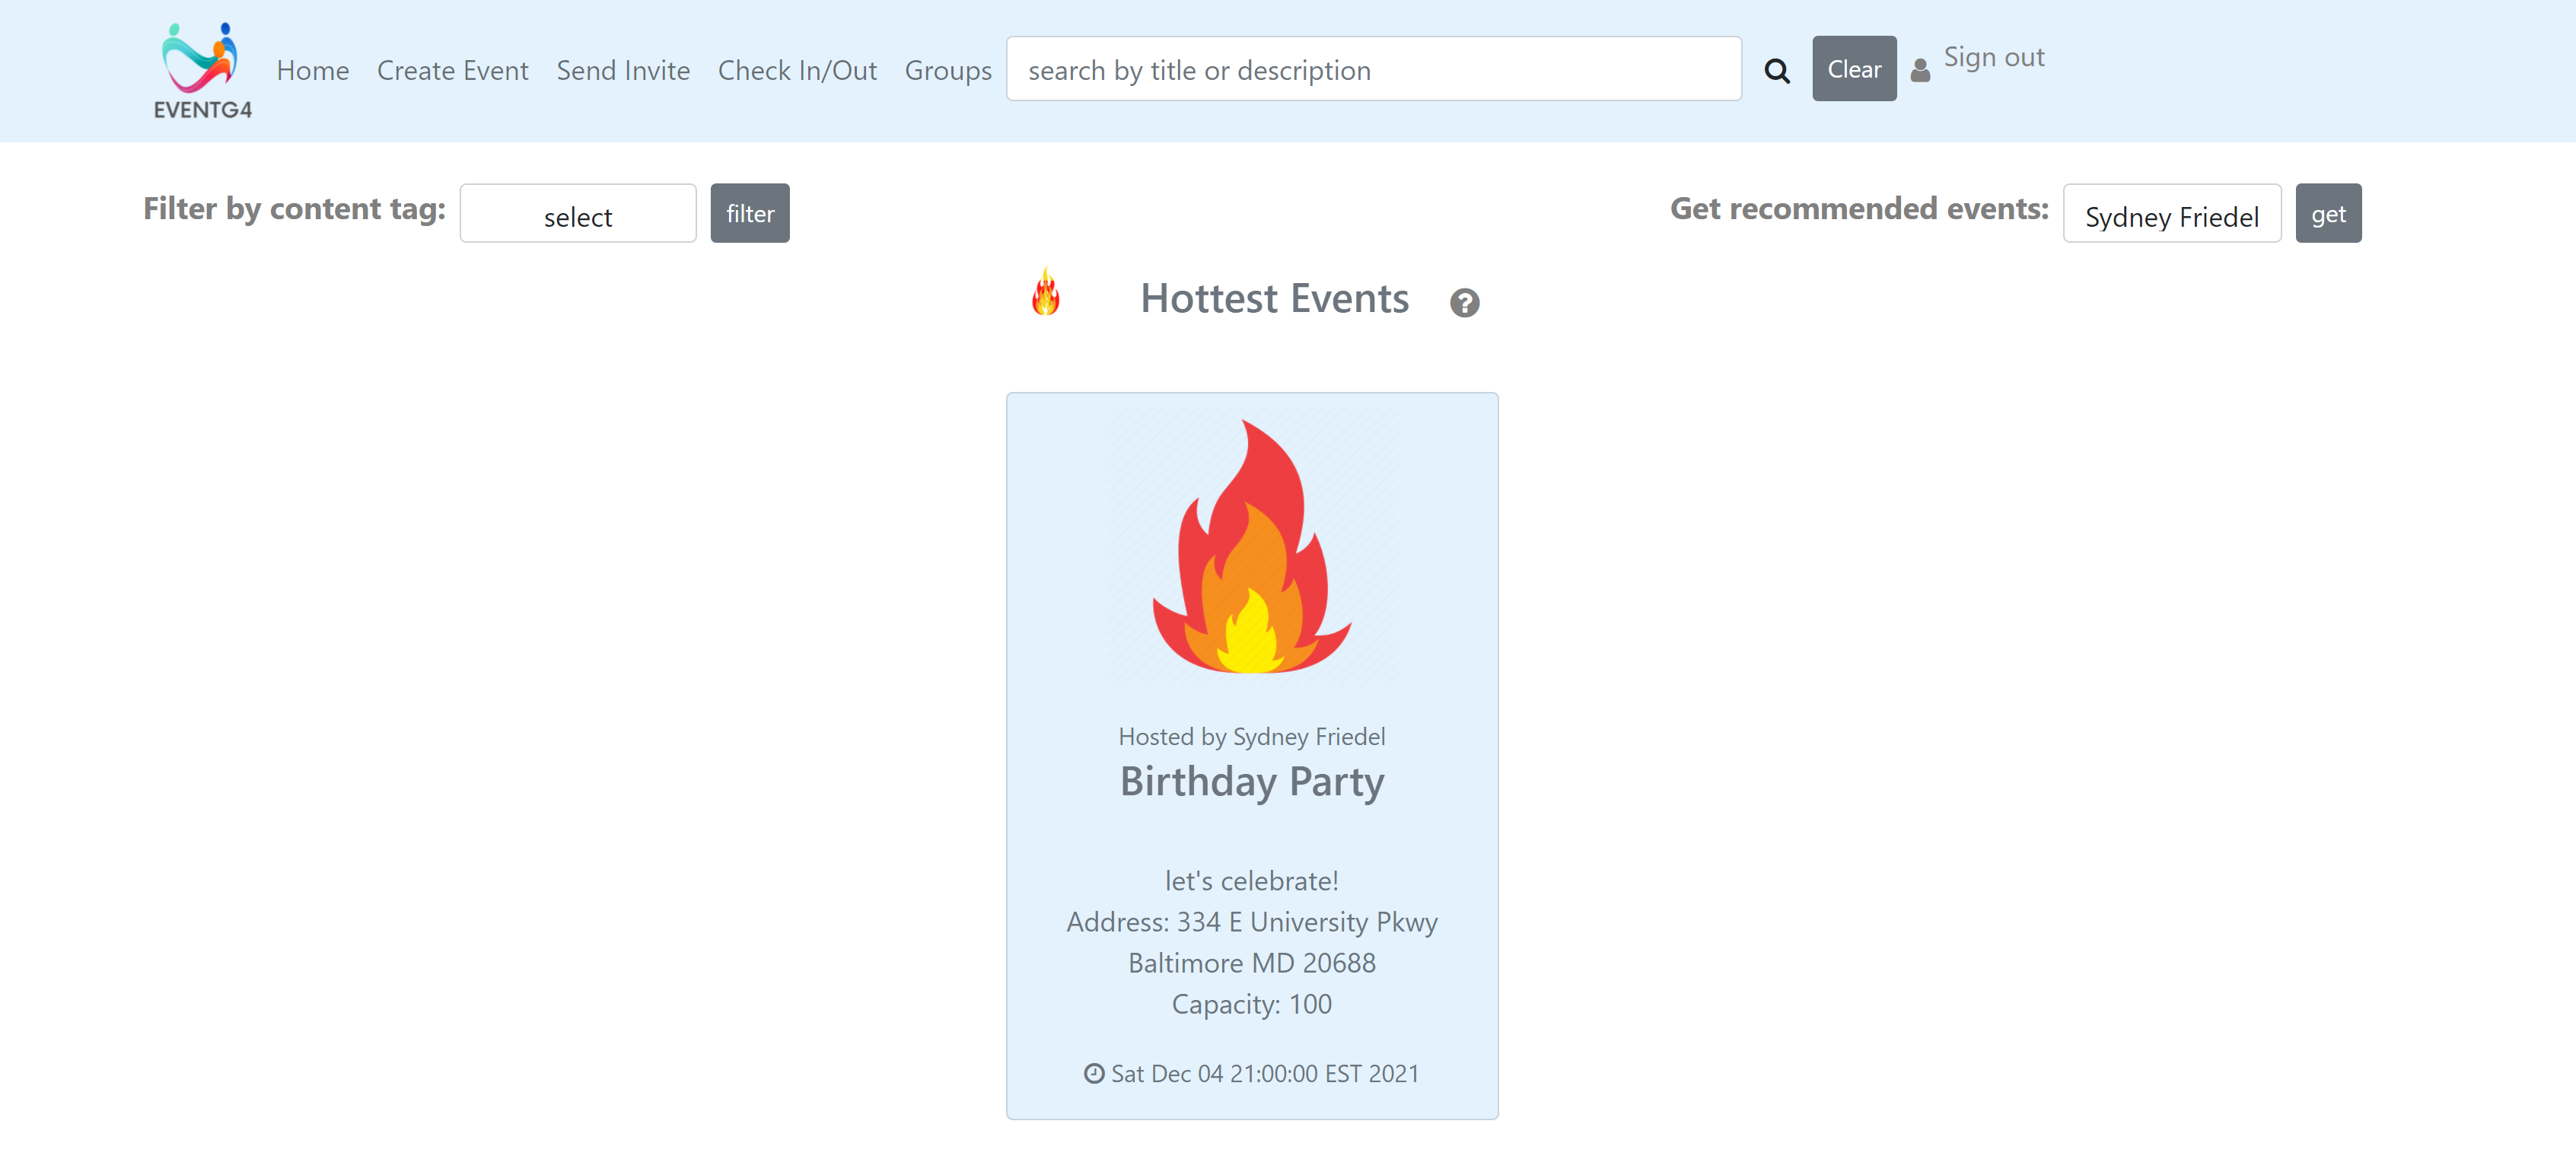 EVENTG4
Home Create Event Send Invite Check In/Out Groups search by title or description Clear Sign out
Filter by content tag: select filter Get recommended events: Sydney Friedel get
Hottest Events
Hosted by Sydney Friedel
Birthday Party
let's celebrate!
Address: 334 E University Pkwy
Baltimore MD 20688
Capacity: 100
Sat Dec 04 21:00:00 EST 2021